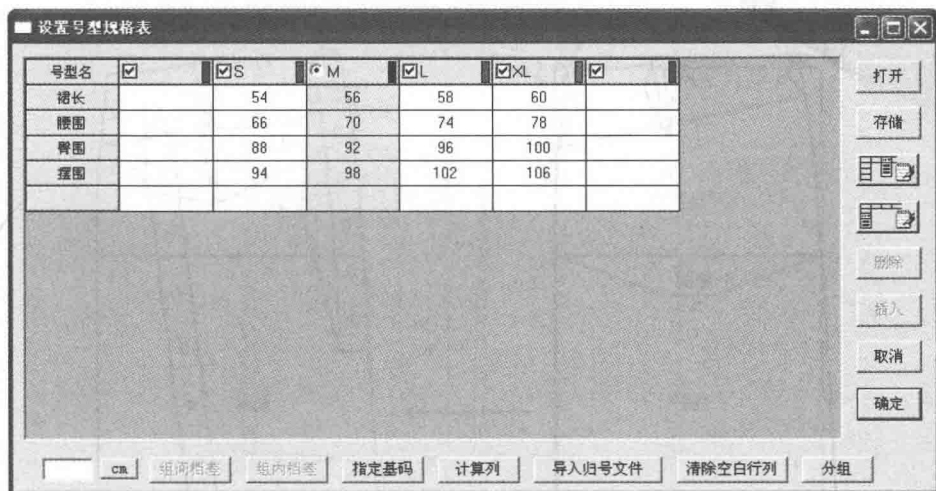 设置号型规格表
号型名 S M L XL
裙长 54 56 58 60
腰围 66 70 74 78
臀围 88 92 96 100
摆围 94 98 102 106
打开
存储
删除
插入
取消
确定
cm 组间档差 组内档差 指定基码 计算列 导入归号文件 清除空白行列 分组